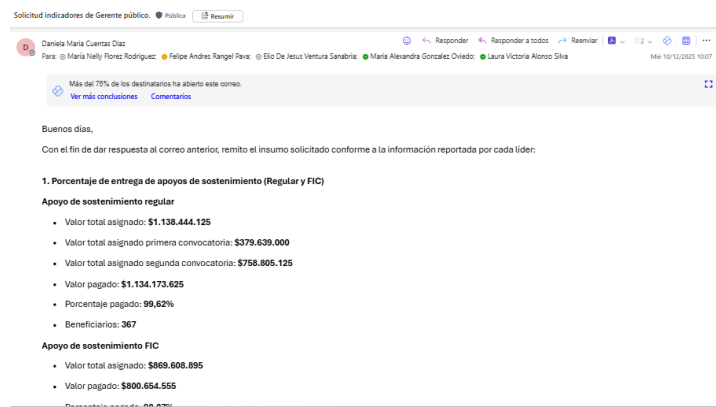 Solicitud indicadores de Gerente público. Pública Resumir
D
Daniela Maria Cuentas Diaz
Responder Responder a todos Reenviar
Para: María Nelly Florez Rodriguez; Felipe Andres Rangel Pava; Elio De Jesus Ventura Sanabria; Maria Alexandra Gonzalez Oviedo; Laura Victoria Alonso Silva
Mié 10/12/2025 10:07
Más del 75% de los destinatarios ha abierto este correo.
Ver más conclusiones Comentarios
Buenos días,
Con el fin de dar respuesta al correo anterior, remito el insumo solicitado conforme a la información reportada por cada líder:
1. Porcentaje de entrega de apoyos de sostenimiento (Regular y FIC)
Apoyo de sostenimiento regular
• Valor total asignado: $1.138.444.125
• Valor total asignado primera convocatoria: $379.639.000
• Valor total asignado segunda convocatoria: $758.805.125
• Valor pagado: $1.134.173.625
• Porcentaje pagado: 99,62%
• Beneficiarios: 367
Apoyo de sostenimiento FIC
• Valor total asignado: $869.608.895
• Valor pagado: $800.654.555